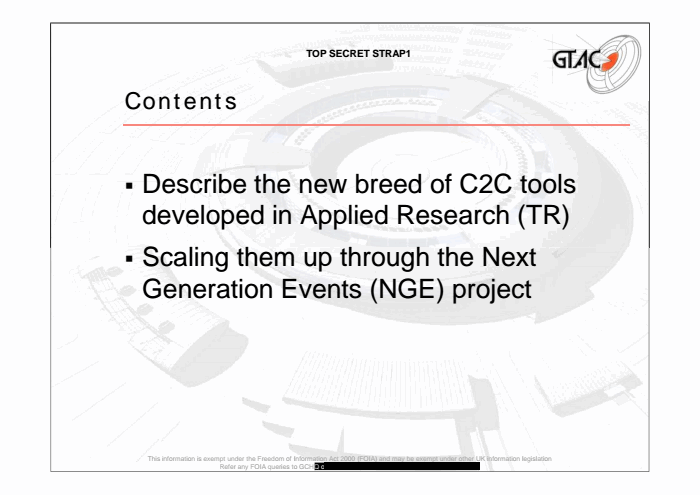 TOP SECRET STRAP1
GTAC
Contents
▪ Describe the new breed of C2C tools
developed in Applied Research (TR)
▪ Scaling them up through the Next
Generation Events (NGE) project
This information is exempt under the Freedom of Information Act 2000 (FOIA) and may be exempt under other UK information legislation
Refer any FOIA queries to GCHQ